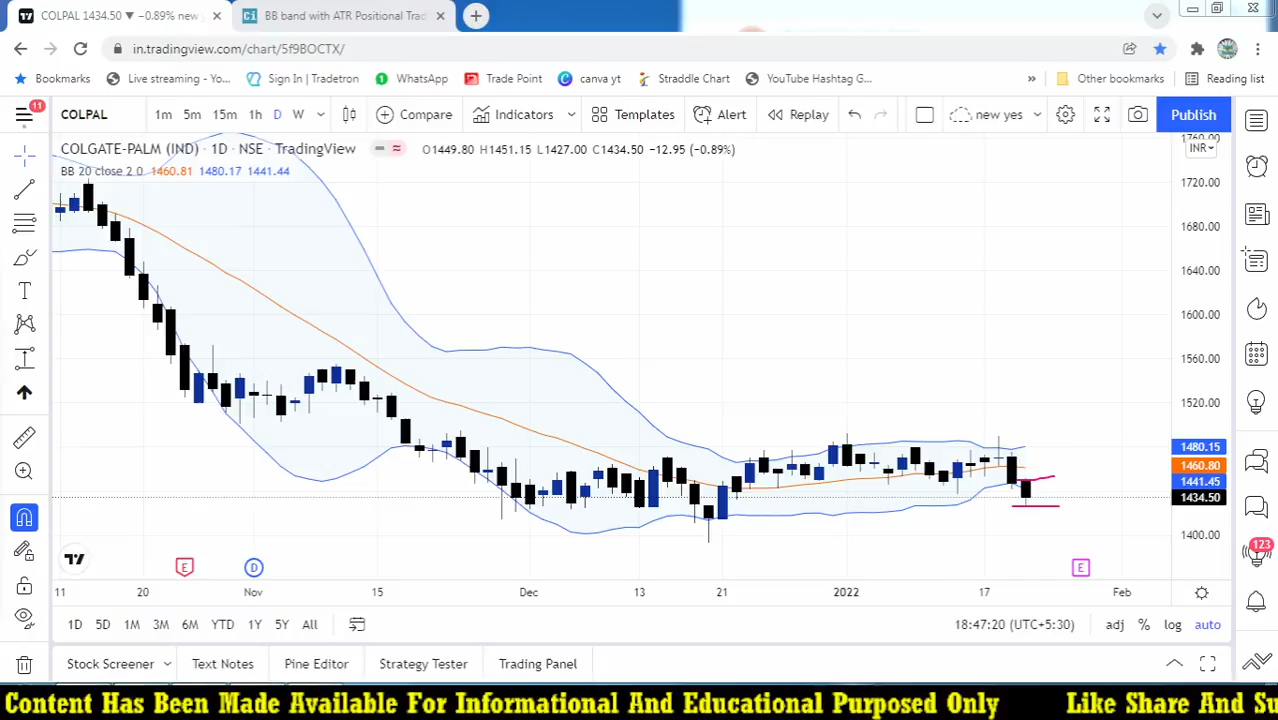 COLPAL 1434.50 ▼ −0.89% new y
BB band with ATR Positional Trad
in.tradingview.com/chart/5f9BOCTX/
Bookmarks
Live streaming - Yo...
Sign In | Tradetron
WhatsApp
Trade Point
canva yt
Straddle Chart
YouTube Hashtag G...
»
Other bookmarks
Reading list
11
COLPAL
1m 5m 15m 1h D W
Compare
Indicators
Templates
Alert
Replay
new yes
Publish
COLGATE-PALM (IND) · 1D · NSE · TradingView
O1449.80 H1451.15 L1427.00 C1434.50 −12.95 (−0.89%)
BB 20 close 2 0 1460.81 1480.17 1441.44
1760.00
INR
1720.00
1680.00
1640.00
1600.00
1560.00
1520.00
1480.15
1460.80
1441.45
1434.50
1400.00
E D E
123
11 20 Nov 15 Dec 13 21 2022 17 Feb
1D 5D 1M 3M 6M YTD 1Y 5Y All
18:47:20 (UTC+5:30)
adj % log auto
Stock Screener
Text Notes
Pine Editor
Strategy Tester
Trading Panel
Content Has Been Made Available For Informational And Educational Purposed Only Like Share And Su